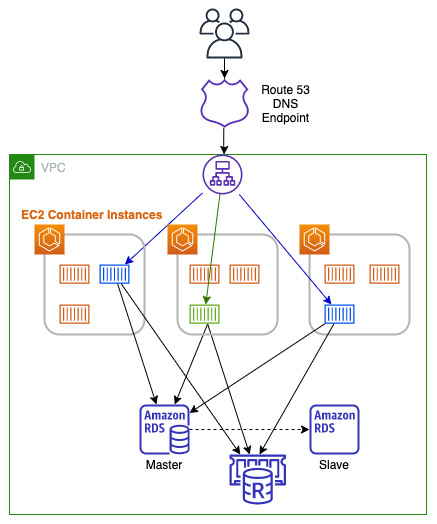 Route 53
DNS
Endpoint
VPC
EC2 Container Instances
Amazon
RDS
Amazon
RDS
Master
Slave
R